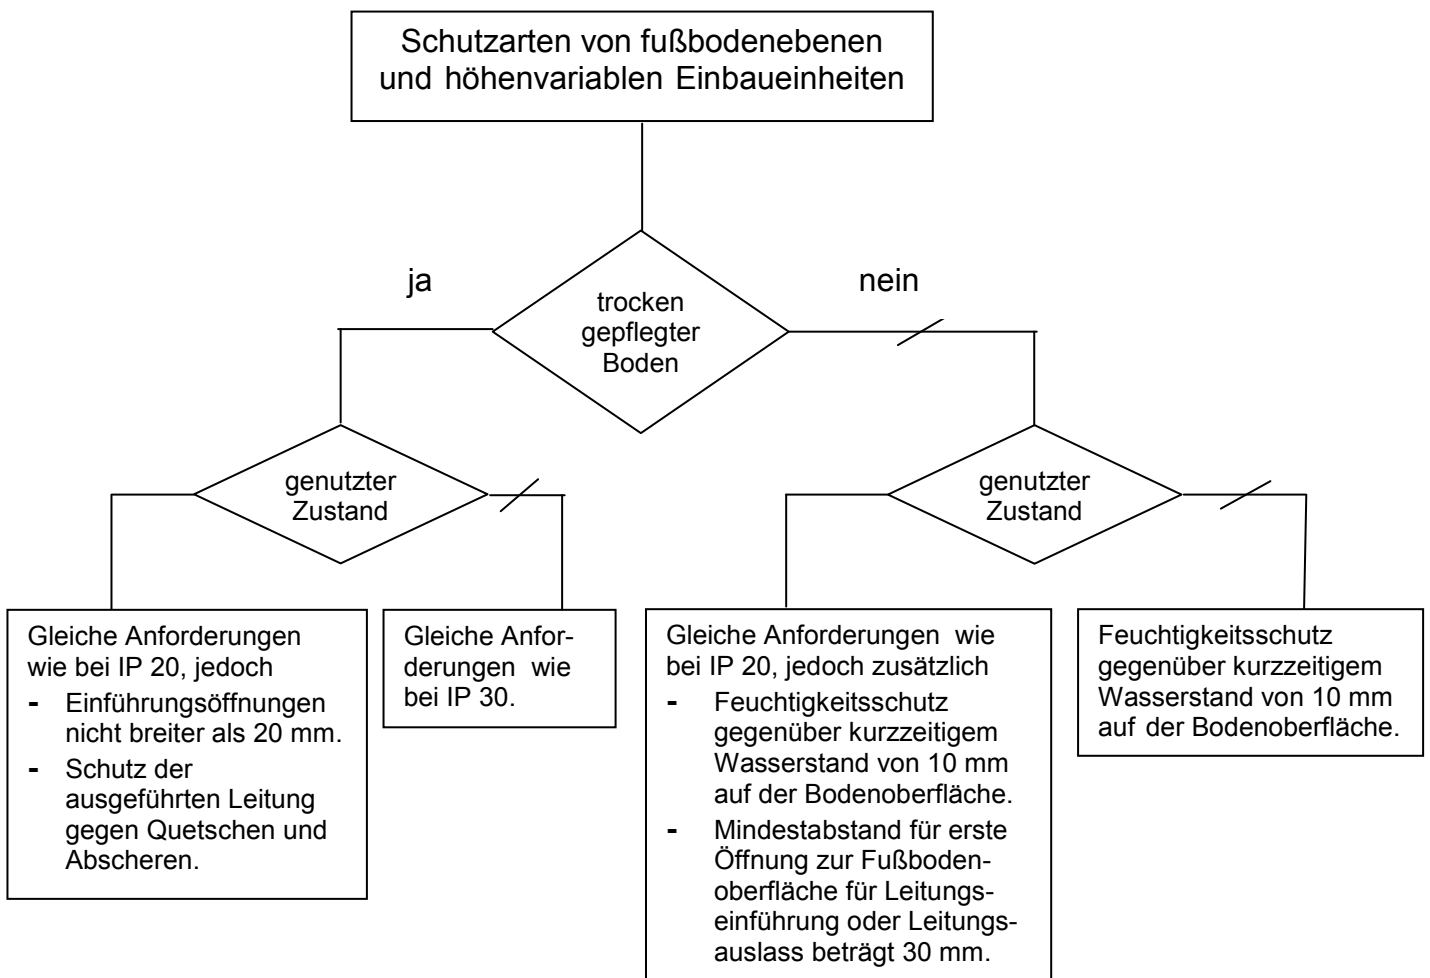 Schutzarten von fußbodenebenen
und höhenvariablen Einbaueinheiten
ja
nein
trocken
gepflegter
Boden
genutzter
Zustand
genutzter
Zustand
Gleiche Anforderungen
wie bei IP 20, jedoch
- Einführungsöffnungen
nicht breiter als 20 mm.
- Schutz der
ausgeführten Leitung
gegen Quetschen und
Abscheren.
Gleiche Anfor-
derungen wie
bei IP 30.
Gleiche Anforderungen wie
bei IP 20, jedoch zusätzlich
- Feuchtigkeitsschutz
gegenüber kurzzeitigem
Wasserstand von 10 mm
auf der Bodenoberfläche.
- Mindestabstand für erste
Öffnung zur Fußboden-
oberfläche für Leitungs-
einführung oder Leitungs-
auslass beträgt 30 mm.
Feuchtigkeitsschutz
gegenüber kurzzeitigem
Wasserstand von 10 mm
auf der Bodenoberfläche.